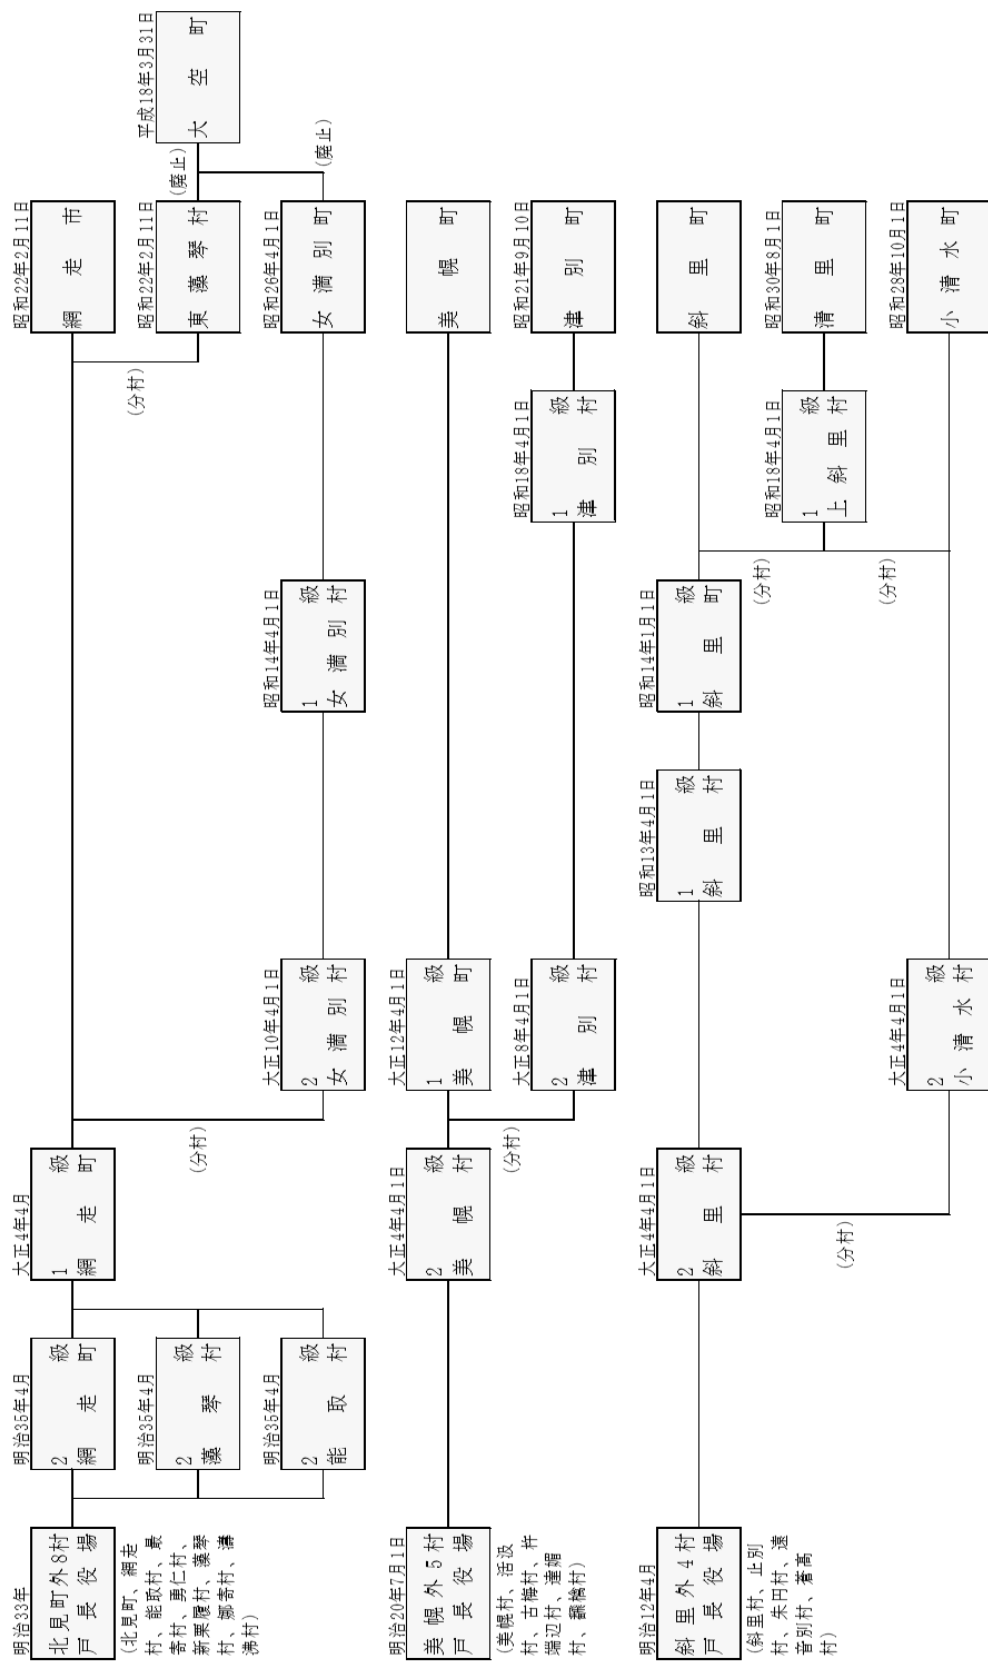 明治33年
北見町外8村
戸長役場
(北見町、網走
村、能取村、最
寄村、勇仁村、
新栗履村、藻琴
村、娜寄村、濤
沸村)
明治35年4月
2級
網走町
明治35年4月
2級
藻琴村
明治35年4月
2級
能取村
大正4年4月
1級
網走町
(分村)
大正10年4月1日
2級
女満別村
昭和14年4月1日
1級
女満別村
(分村)
昭和22年2月11日
網走市
昭和22年2月11日
東藻琴村
昭和26年4月1日
女満別町
(廃止)
(廃止)
平成18年3月31日
大空町
明治20年7月1日
美幌外5村
戸長役場
(美幌村、活汲
村、古梅村、杵
端辺村、達媚
村、飜橋村)
大正4年4月1日
2級
美幌村
(分村)
大正12年4月1日
1級
美幌町
大正8年4月1日
2級
津別村
昭和18年4月1日
1級
津別村
美幌町
昭和21年9月10日
津別町
明治12年4月
斜里外4村
戸長役場
(斜里村、止別
村、朱円村、遠
音別村、蒼高
村)
大正4年4月1日
2級
斜里村
(分村)
大正4年4月1日
2級
小清水村
昭和13年4月1日
1級
斜里村
昭和14年1月1日
1級
斜里町
(分村)
(分村)
昭和18年4月1日
1級
上斜里村
斜里町
昭和30年8月1日
清里町
昭和28年10月1日
小清水町